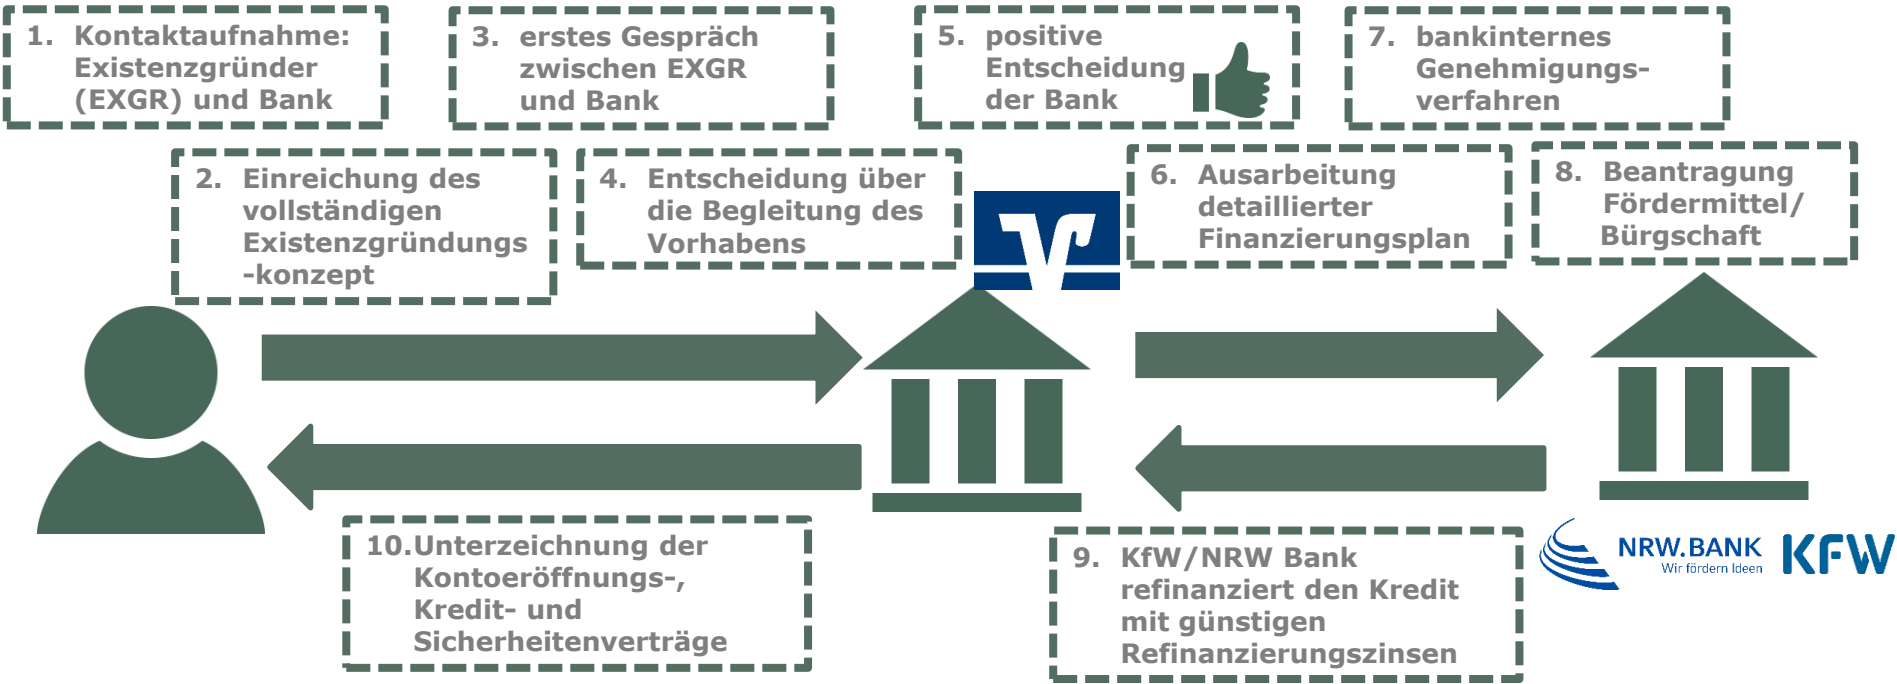 1. Kontaktaufnahme:
Existenzgründer
(EXGR) und Bank
2. Einreichung des
vollständigen
Existenzgründungs
-konzept
3. erstes Gespräch
zwischen EXGR
und Bank
4. Entscheidung über
die Begleitung des
Vorhabens
5. positive
Entscheidung
der Bank
6. Ausarbeitung
detaillierter
Finanzierungsplan
7. bankinternes
Genehmigungs-
verfahren
8. Beantragung
Fördermittel/
Bürgschaft
NRW.BANK
Wir fördern Ideen
KFW
9. KfW/NRW Bank
refinanziert den Kredit
mit günstigen
Refinanzierungszinsen
10.Unterzeichnung der
Kontoeröffnungs-,
Kredit- und
Sicherheitenverträge